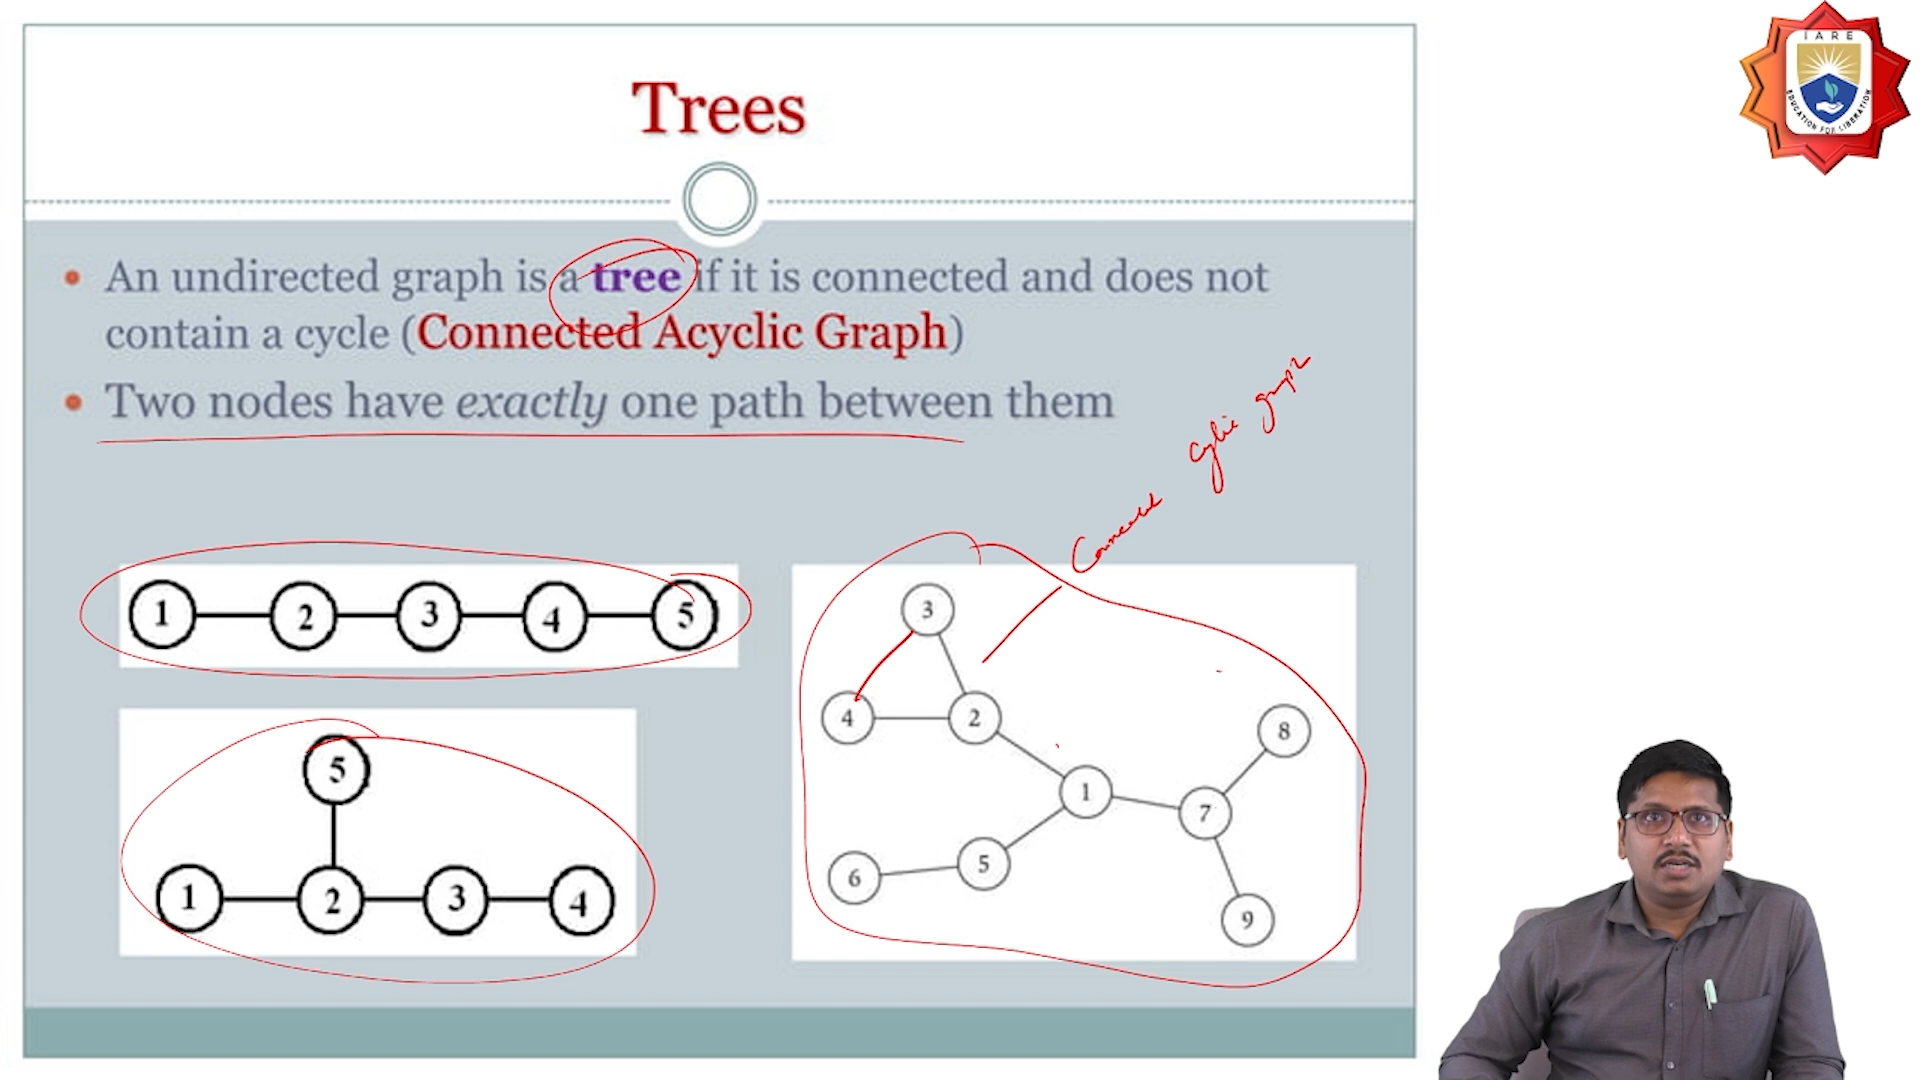 IARE
EDUCATION FOR LIBERATION
Trees
• An undirected graph is a tree if it is connected and does not
contain a cycle (Connected Acyclic Graph)
• Two nodes have exactly one path between them
graph
1 2 3 4 5
3
4 2
8
1
7
5
6
9
5
1 2 3 4